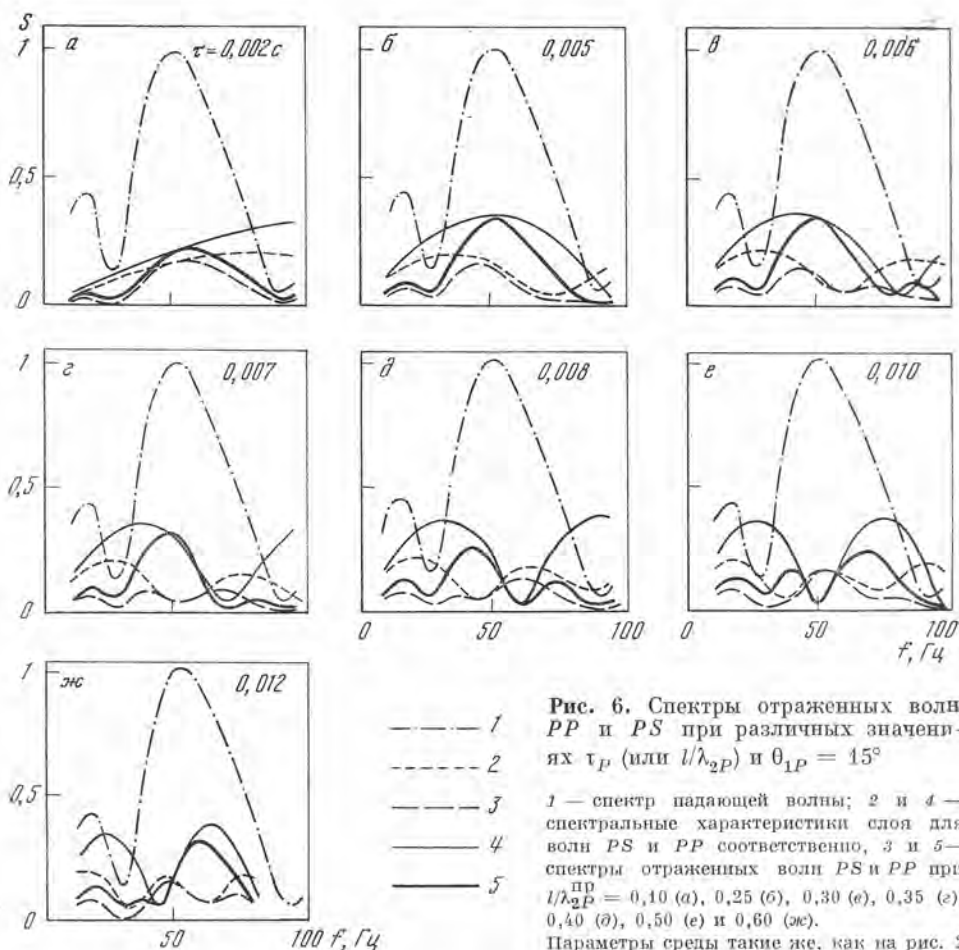 S
1
0,5
0
а
τ = 0,002 с
б
0,005
в
0,006
1
0,5
0
г
0,007
д
0,008
е
0,010
0
50
100
f, Гц
0
50
100
f, Гц
1
0,5
0
ж
0,012
0
50
f, Гц
1
2
3
4
5
Рис. 6. Спектры отраженных волн
PP и PS при различных значени-
ях τP (или l/λ2P) и θ1P = 15°
1 — спектр падающей волны; 2 и 4 —
спектральные характеристики слоя для
волн PS и PP соответственно, 3 и 5 —
спектры отраженных волн PS и PP при
l/λ2Pпр = 0,10 (а), 0,25 (б), 0,30 (в), 0,35 (г)
0,40 (д), 0,50 (е) и 0,60 (ж).
Параметры среды такие же, как на рис. 2